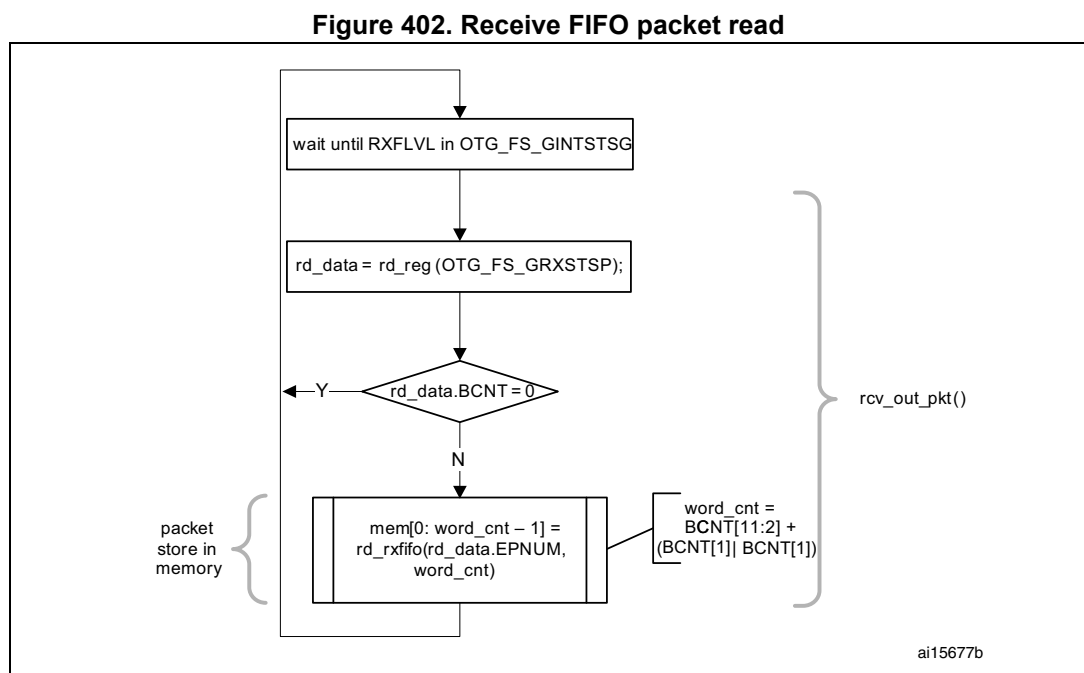 Figure 402. Receive FIFO packet read
wait until RXFLVL in OTG_FS_GINTSTSG
rd_data = rd_reg (OTG_FS_GRXSTSP);
rd_data.BCNT = 0
Y
rcv_out_pkt()
N
packet
store in
memory
mem[0: word_cnt – 1] =
rd_rxfifo(rd_data.EPNUM,
word_cnt)
word_cnt =
BCNT[11:2] +
(BCNT[1] | BCNT[1])
ai15677b